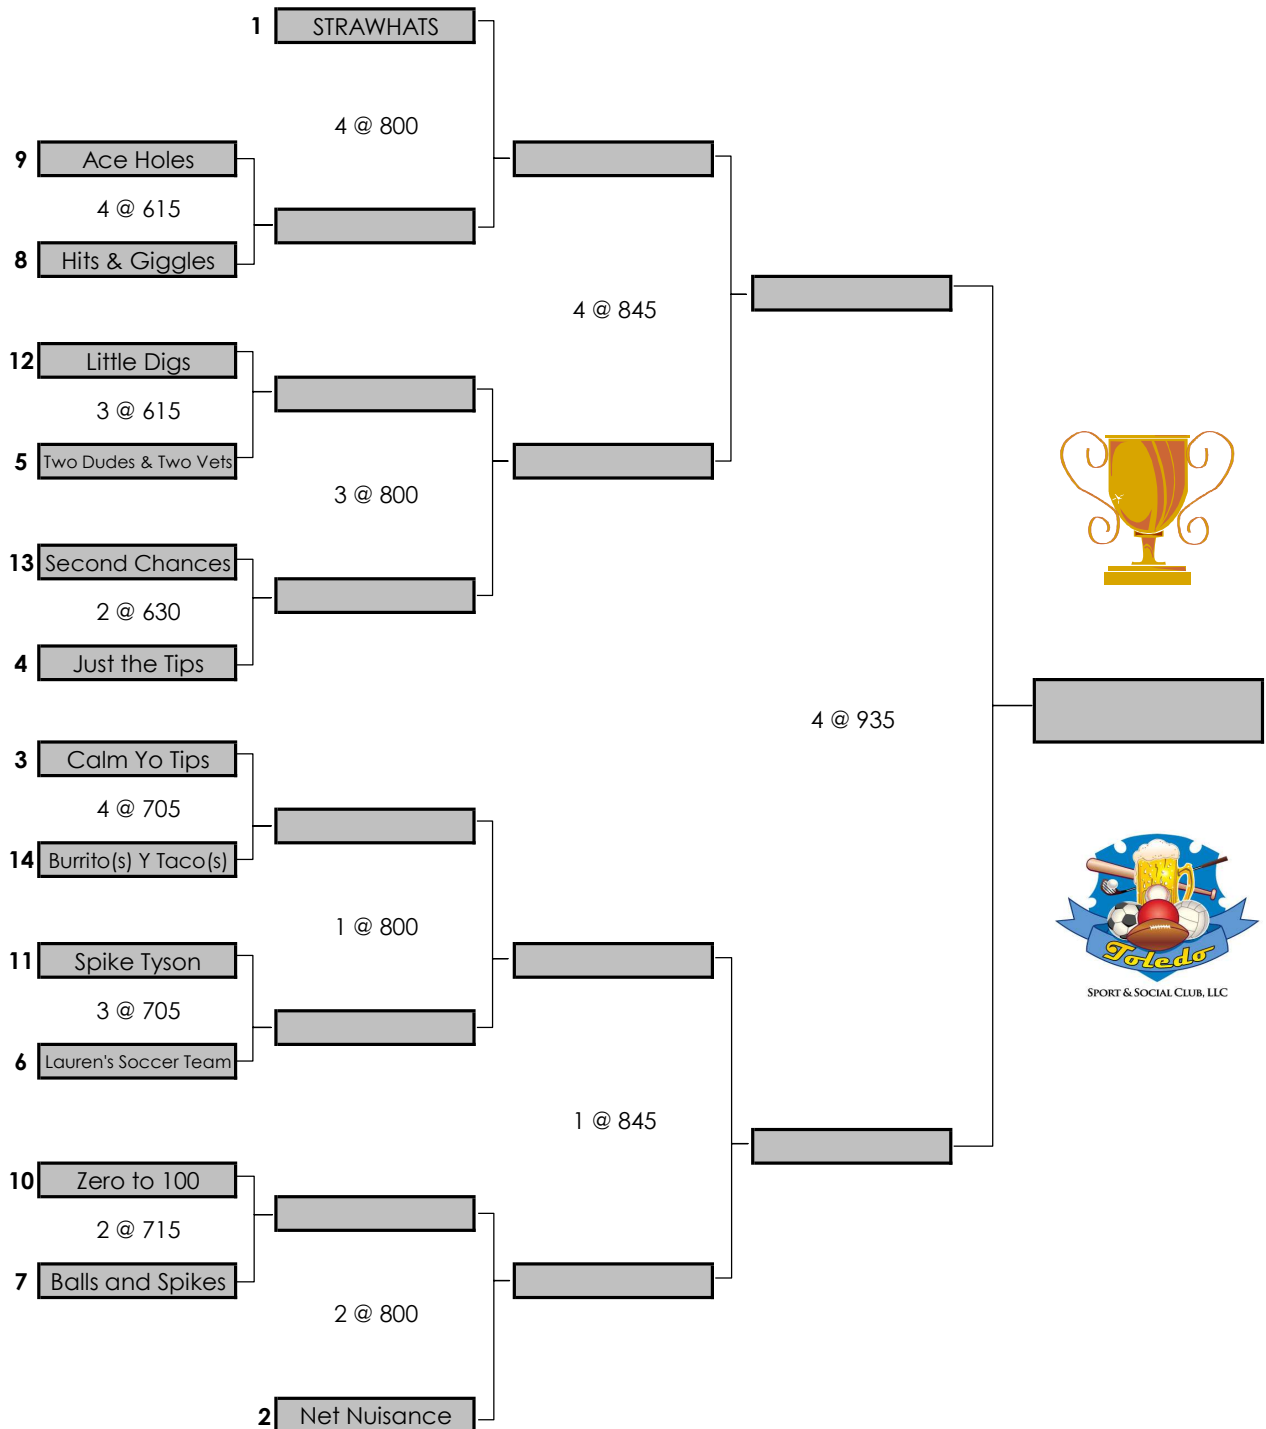 1 STRAWHATS
4 @ 800
9 Ace Holes
4 @ 615
8 Hits & Giggles
4 @ 845
12 Little Digs
3 @ 615
5 Two Dudes & Two Vets
3 @ 800
13 Second Chances
2 @ 630
4 Just the Tips
4 @ 935
3 Calm Yo Tips
4 @ 705
14 Burrito(s) Y Taco(s)
1 @ 800
11 Spike Tyson
3 @ 705
6 Lauren's Soccer Team
Toledo
SPORT & SOCIAL CLUB, LLC
1 @ 845
10 Zero to 100
2 @ 715
7 Balls and Spikes
2 @ 800
2 Net Nuisance